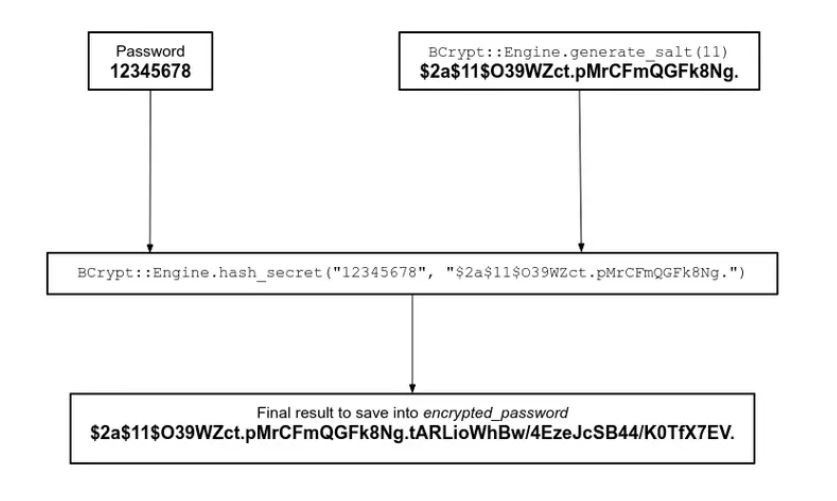 Password
12345678
BCrypt::Engine.generate_salt(11)
$2a$11$O39WZct.pMrCFmQGFk8Ng.
BCrypt::Engine.hash_secret("12345678", "$2a$11$O39WZct.pMrCFmQGFk8Ng.")
Final result to save into encrypted_password
$2a$11$O39WZct.pMrCFmQGFk8Ng.tARLioWhBw/4EzeJcSB44/K0TfX7EV.